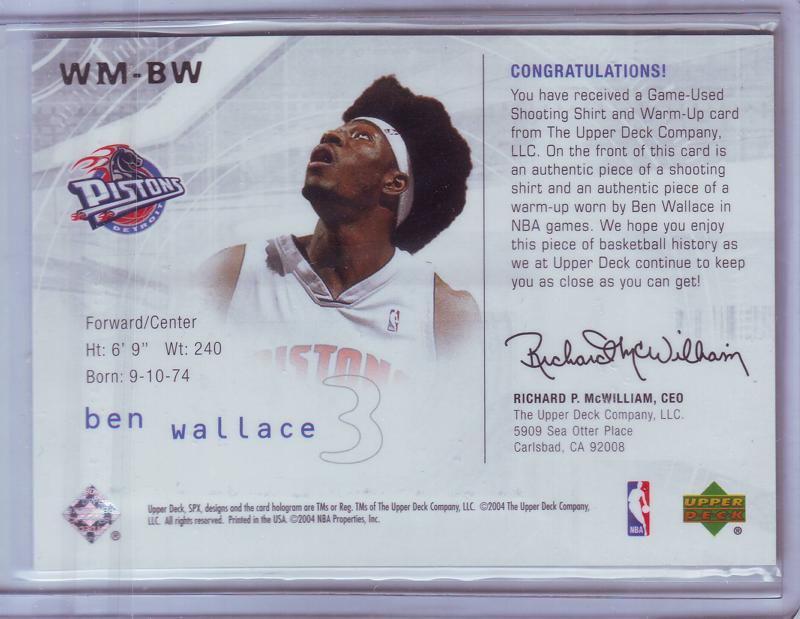 WM-BW
PISTONS
DETROIT
PISTONS
Forward/Center
Ht: 6' 9" Wt: 240
Born: 9-10-74
ben wallace 3
CONGRATULATIONS!
You have received a Game-Used
Shooting Shirt and Warm-Up card
from The Upper Deck Company,
LLC. On the front of this card is
an authentic piece of a shooting
shirt and an authentic piece of a
warm-up worn by Ben Wallace in
NBA games. We hope you enjoy
this piece of basketball history as
we at Upper Deck continue to keep
you as close as you can get!
Richard P. McWilliam
RICHARD P. McWILLIAM, CEO
The Upper Deck Company, LLC.
5909 Sea Otter Place
Carlsbad, CA 92008
Upper Deck, SPX, designs and the card hologram are TMs or Reg. TMs of The Upper Deck Company, LLC. ©2004 The Upper Deck Company,
LLC. All rights reserved. Printed in the USA. ©2004 NBA Properties, Inc.
®
NBA
®
UPPER
DECK
®